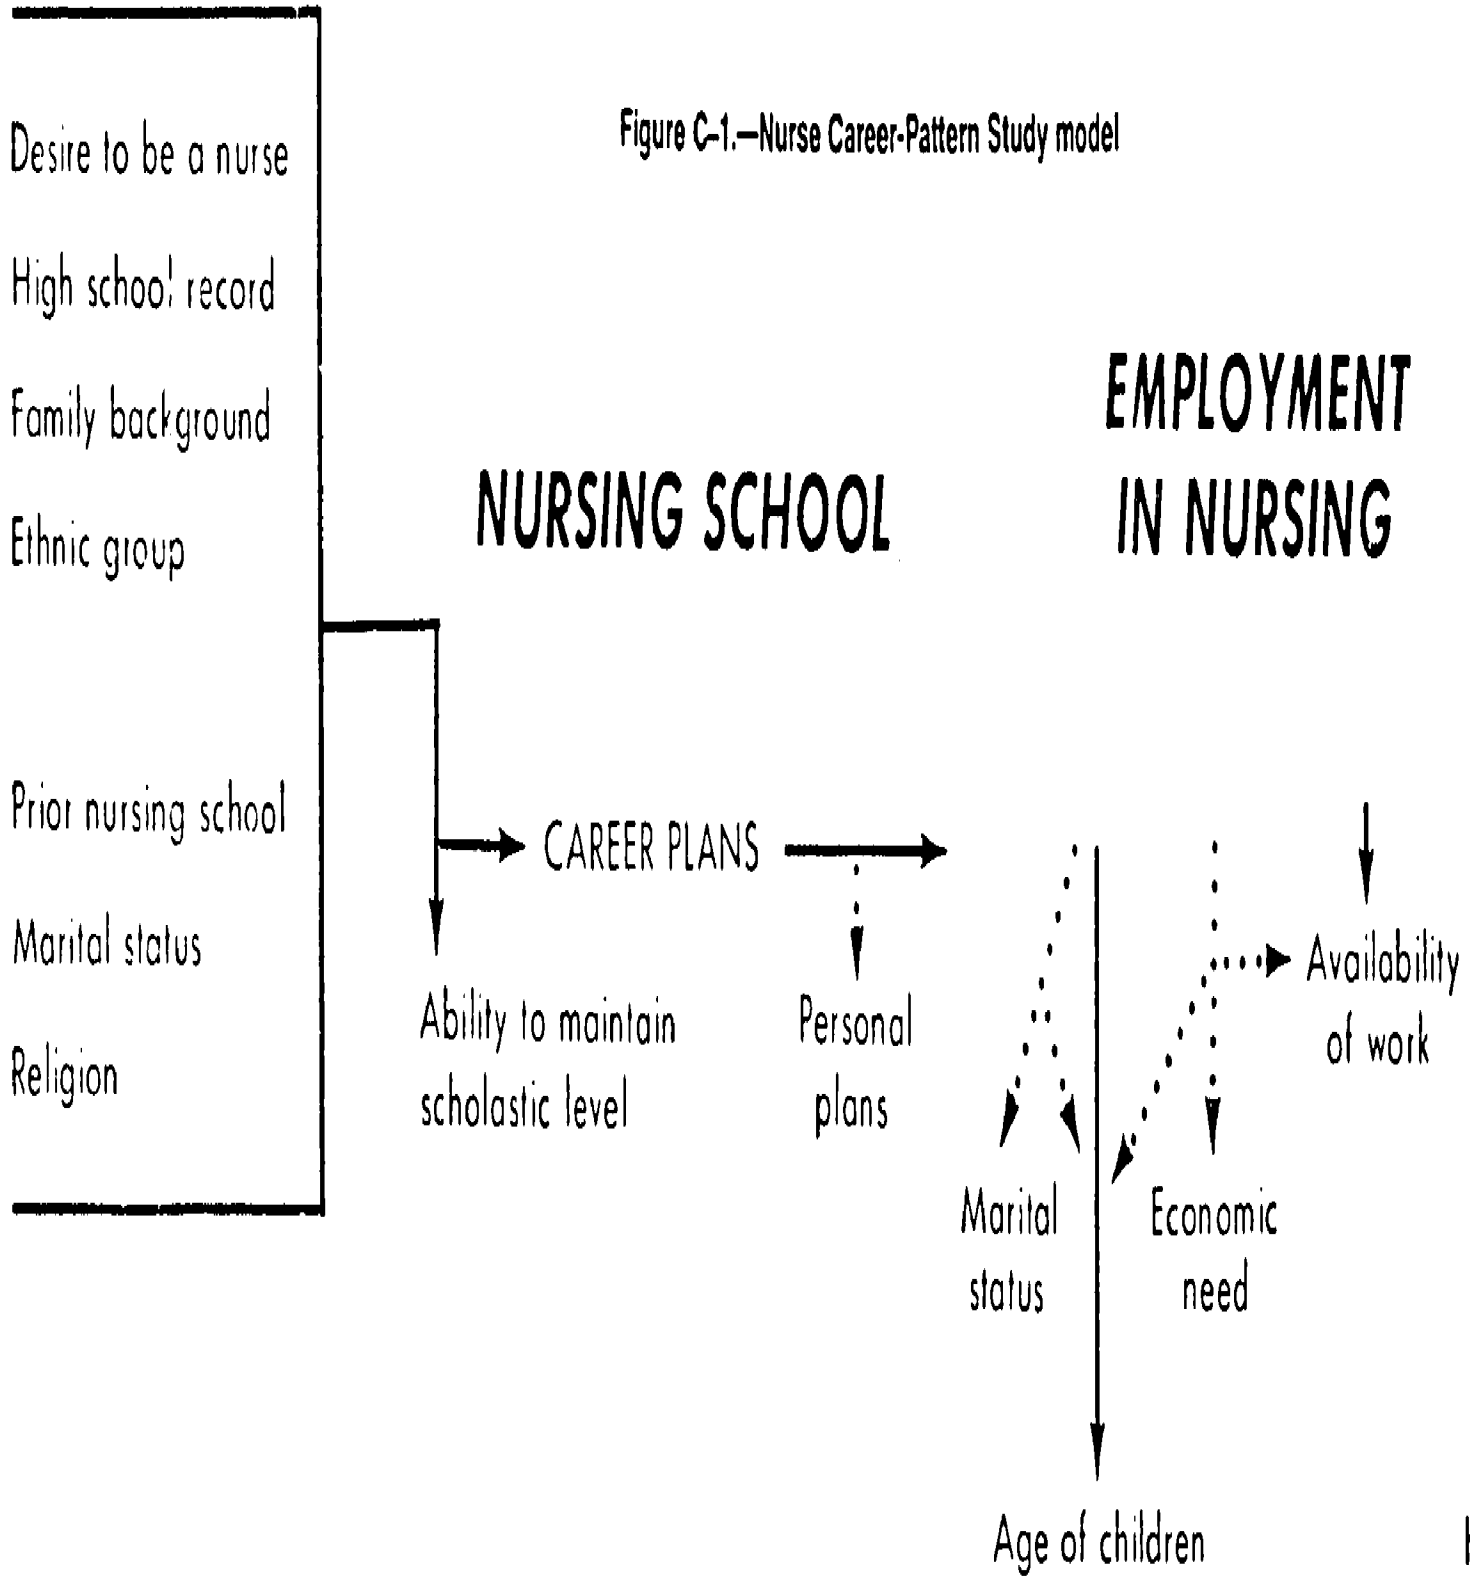 Figure C-1.—Nurse Career-Pattern Study model
Desire to be a nurse
High school record
Family background
Ethnic group
Prior nursing school
Marital status
Religion
NURSING SCHOOL
EMPLOYMENT
IN NURSING
CAREER PLANS
Ability to maintain
scholastic level
Personal
plans
Availability
of work
Marital
status
Economic
need
Age of children